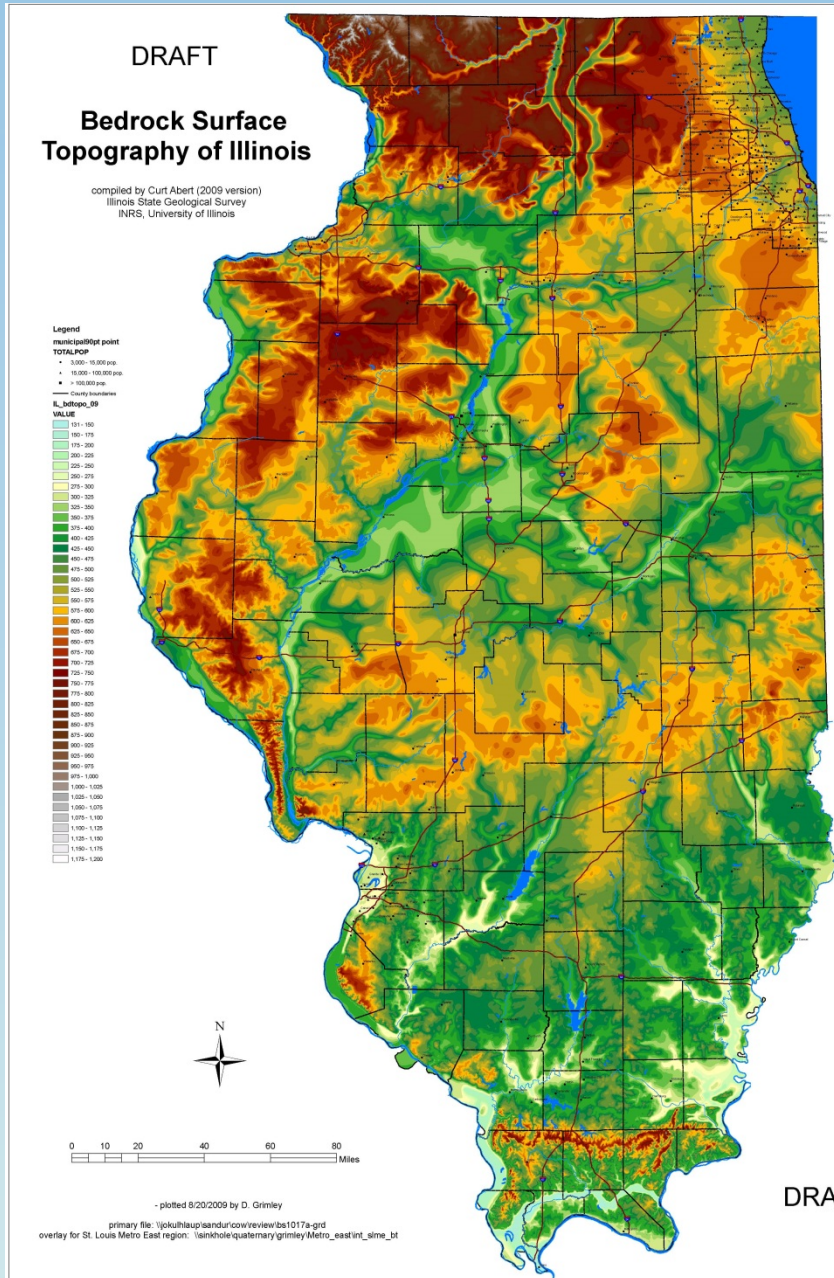 DRAFT
Bedrock Surface
Topography of Illinois
compiled by Curt Abert (2009 version)
Illinois State Geological Survey
INRS, University of Illinois
Legend
municipal90pt point
TOTALPOP
3,000 - 15,000 pop.
15,000 - 100,000 pop.
> 100,000 pop.
County boundaries
IL_bdtopo_09
VALUE
131 - 150
150 - 175
175 - 200
200 - 225
225 - 250
250 - 275
275 - 300
300 - 325
325 - 350
350 - 375
375 - 400
400 - 425
425 - 450
450 - 475
475 - 500
500 - 525
525 - 550
550 - 575
575 - 600
600 - 625
625 - 650
650 - 675
675 - 700
700 - 725
725 - 750
750 - 775
775 - 800
800 - 825
825 - 850
850 - 875
875 - 900
900 - 925
925 - 950
950 - 975
975 - 1,000
1,000 - 1,025
1,025 - 1,050
1,050 - 1,075
1,075 - 1,100
1,100 - 1,125
1,125 - 1,150
1,150 - 1,175
1,175 - 1,200
N
0 10 20 40 60 80
Miles
- plotted 8/20/2009 by D. Grimley
primary file: \\jokulhlaup\sandur\cow\review\bs1017a-grd
overlay for St. Louis Metro East region: \\sinkhole\quaternary\grimley\Metro_east\int_slme_bt
DRA